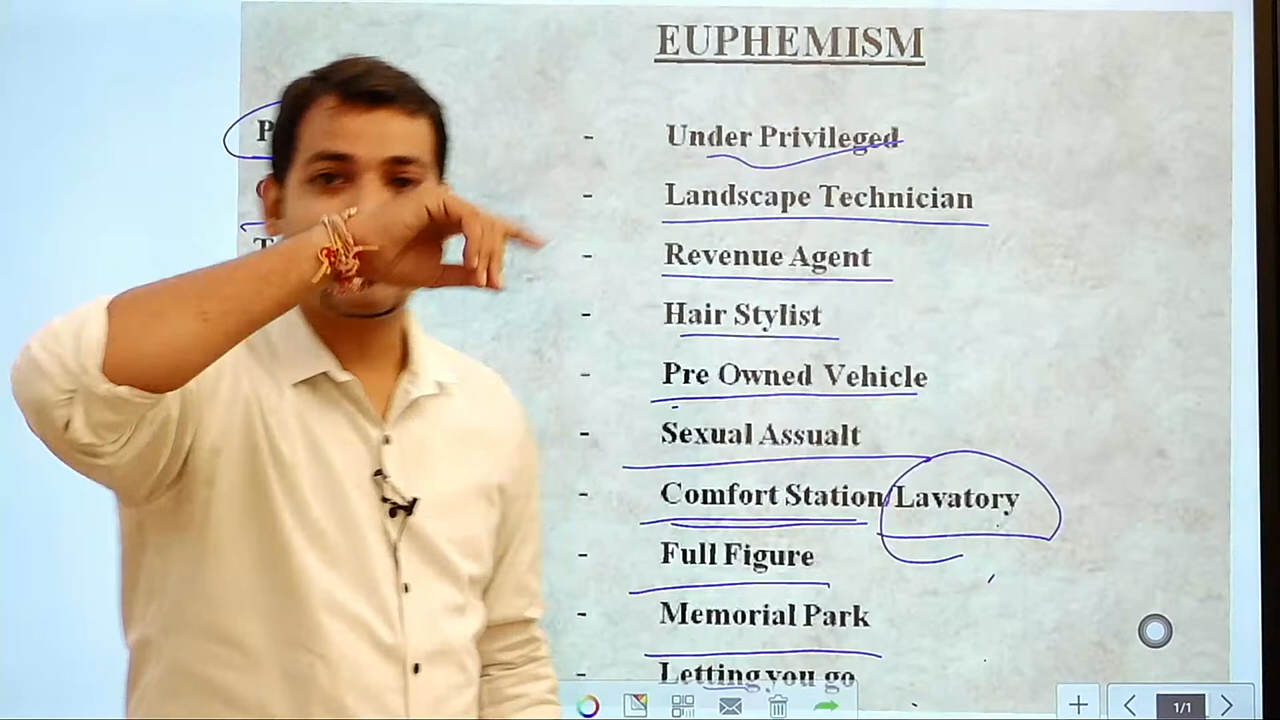 EUPHEMISM
P - Under Privileged
- Landscape Technician
T - Revenue Agent
- Hair Stylist
- Pre Owned Vehicle
- Sexual Assualt
- Comfort Station/Lavatory
- Full Figure
- Memorial Park
- Letting you go
1/1